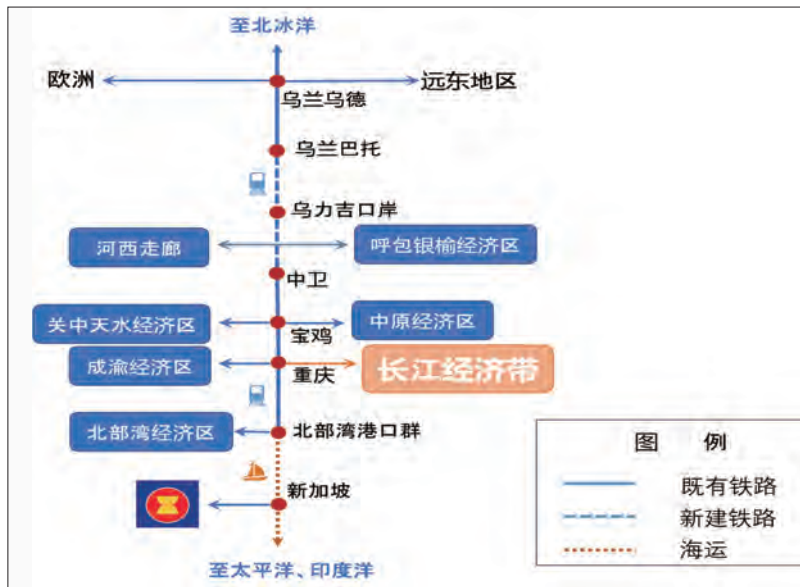 至北冰洋
欧洲
远东地区
乌兰乌德
乌兰巴托
乌力吉口岸
河西走廊
呼包银榆经济区
中卫
关中天水经济区
中原经济区
宝鸡
成渝经济区
重庆
长江经济带
北部湾经济区
北部湾港口群
新加坡
至太平洋、印度洋
图 例
既有铁路
新建铁路
海运